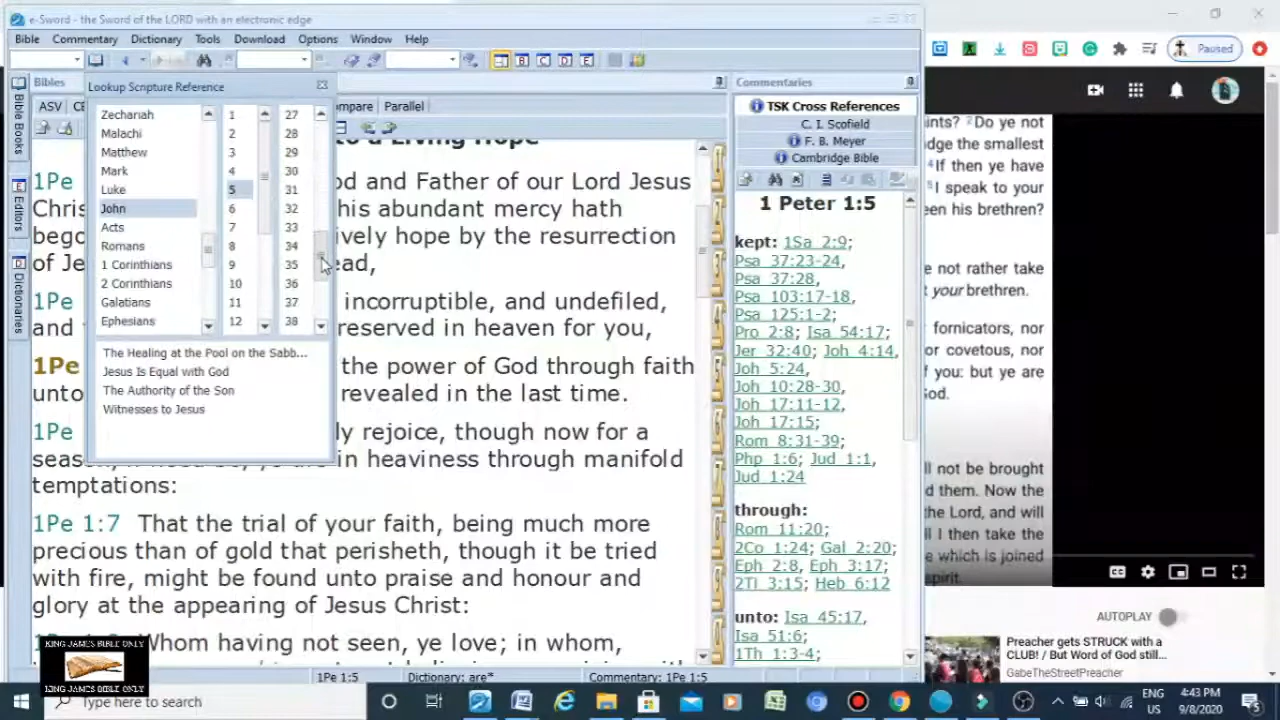 e-Sword - the Sword of the LORD with an electronic edge
Bible Commentary Dictionary Tools Download Options Window Help
Paused
Bibles
Commentaries
Lookup Scripture Reference
ASV
Compare Parallel
Bible Books
Editors
Dictionaries
Zechariah 1 27
Malachi 2 28
Matthew 3 29
Mark 4 30
Luke 5 31
John 6 32
Acts 7 33
Romans 8 34
1 Corinthians 9 35
2 Corinthians 10 36
Galatians 11 37
Ephesians 12 38
The Healing at the Pool on the Sabb...
Jesus Is Equal with God
The Authority of the Son
Witnesses to Jesus
to a Living Hope
1Pe od and Father of our Lord Jesus
Chris his abundant mercy hath
bego ively hope by the resurrection
of Je ead,
1Pe incorruptible, and undefiled,
and reserved in heaven for you,
1Pe the power of God through faith
unto revealed in the last time.
1Pe ly rejoice, though now for a
season, in heaviness through manifold
temptations:
1Pe 1:7 That the trial of your faith, being much more
precious than of gold that perisheth, though it be tried
with fire, might be found unto praise and honour and
glory at the appearing of Jesus Christ:
Whom having not seen, ye love; in whom,
TSK Cross References
C. I. Scofield
F. B. Meyer
Cambridge Bible
1 Peter 1:5
kept: 1Sa 2:9;
Psa 37:23-24,
Psa 37:28,
Psa 103:17-18,
Psa 125:1-2;
Pro 2:8; Isa 54:17;
Jer 32:40; Joh 4:14,
Joh 5:24,
Joh 10:28-30,
Joh 17:11-12,
Joh 17:15;
Rom 8:31-39;
Php 1:6; Jud 1:1,
Jud 1:24
through:
Rom 11:20;
2Co 1:24; Gal 2:20;
Eph 2:8, Eph 3:17;
2Ti 3:15; Heb 6:12
unto: Isa 45:17,
Isa 51:6;
1Th 1:3-4;
ints? 2Do ye not
dge the smallest
4If then ye have
5I speak to your
een his brethren?
e not rather take
on your brethren.
fornicators, nor
or covetous, nor
f you: but ye are
God.
ll not be brought
d them. Now the
the Lord, and will
ll I then take the
e which is joined
spirit.
AUTOPLAY
Preacher gets STRUCK with a
CLUB! / But Word of God still...
GabeTheStreetPreacher
KING JAMES BIBLE ONLY
KING JAMES BIBLE ONLY
1Pe 1:5 Dictionary: are* Commentary: 1Pe 1:5
Type here to search
ENG
US
4:43 PM
9/8/2020
5